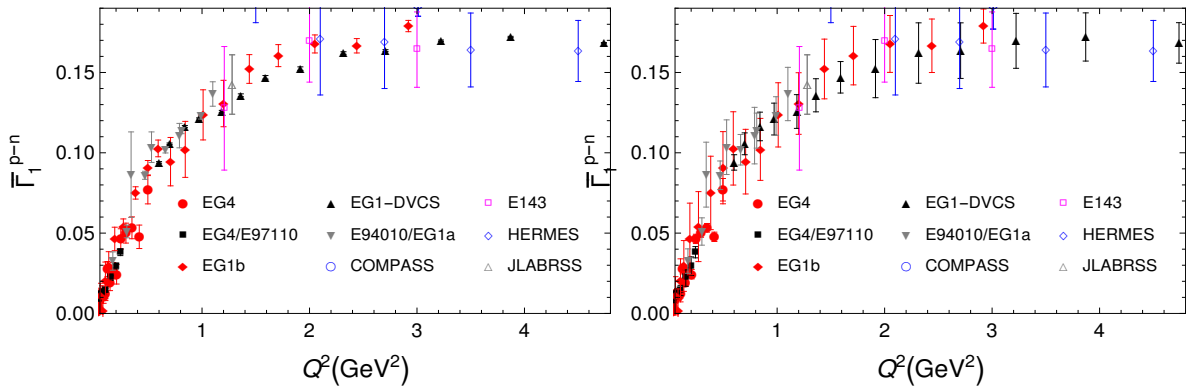 0.15
0.10
0.05
0.00
Γ̅₁ᵖ⁻ⁿ
EG4
EG4/E97110
EG1b
EG1-DVCS
E94010/EG1a
COMPASS
E143
HERMES
JLABRSS
1 2 3 4
Q²(GeV²)
0.15
0.10
0.05
0.00
Γ̅₁ᵖ⁻ⁿ
EG4
EG4/E97110
EG1b
EG1-DVCS
E94010/EG1a
COMPASS
E143
HERMES
JLABRSS
1 2 3 4
Q²(GeV²)